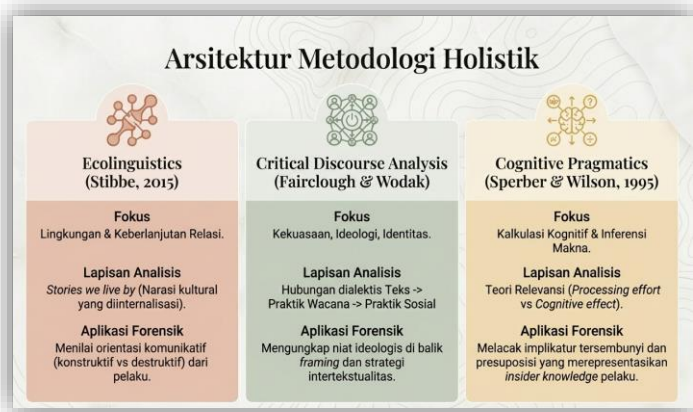 Arsitektur Metodologi Holistik
Ecolinguistics
(Stibbe, 2015)
Fokus
Lingkungan & Keberlanjutan Relasi.
Lapisan Analisis
Stories we live by (Narasi kultural
yang diinternalisasi).
Aplikasi Forensik
Menilai orientasi komunikatif
(konstruktif vs destruktif) dari
pelaku.
Critical Discourse Analysis
(Fairclough & Wodak)
Fokus
Kekuasaan, Ideologi, Identitas.
Lapisan Analisis
Hubungan dialektis Teks ->
Praktik Wacana -> Praktik Sosial
Aplikasi Forensik
Mengungkap niat ideologis di balik
framing dan strategi
intertekstualitas.
Cognitive Pragmatics
(Sperber & Wilson, 1995)
Fokus
Kalkulasi Kognitif & Inferensi
Makna.
Lapisan Analisis
Teori Relevansi (Processing effort
vs Cognitive effect).
Aplikasi Forensik
Melacak implikatur tersembunyi dan
presuposisi yang merepresentasikan
insider knowledge pelaku.